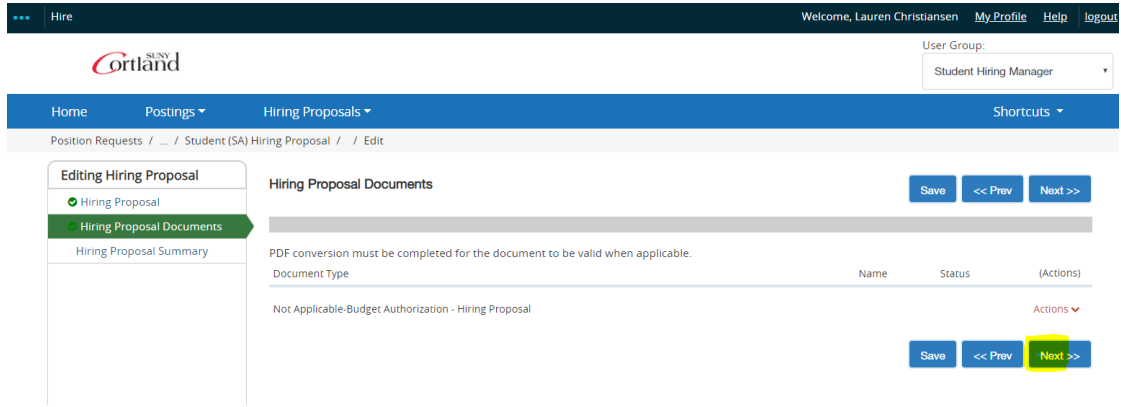 ••• Hire Welcome, Lauren Christiansen My Profile Help logout
SUNY
Cortland
User Group:
Student Hiring Manager
Home Postings Hiring Proposals Shortcuts
Position Requests / ... / Student (SA) Hiring Proposal / / Edit
Editing Hiring Proposal
Hiring Proposal
Hiring Proposal Documents
Hiring Proposal Summary
Hiring Proposal Documents
Save << Prev Next >>
PDF conversion must be completed for the document to be valid when applicable.
Document Type Name Status (Actions)
Not Applicable-Budget Authorization - Hiring Proposal Actions
Save << Prev Next >>